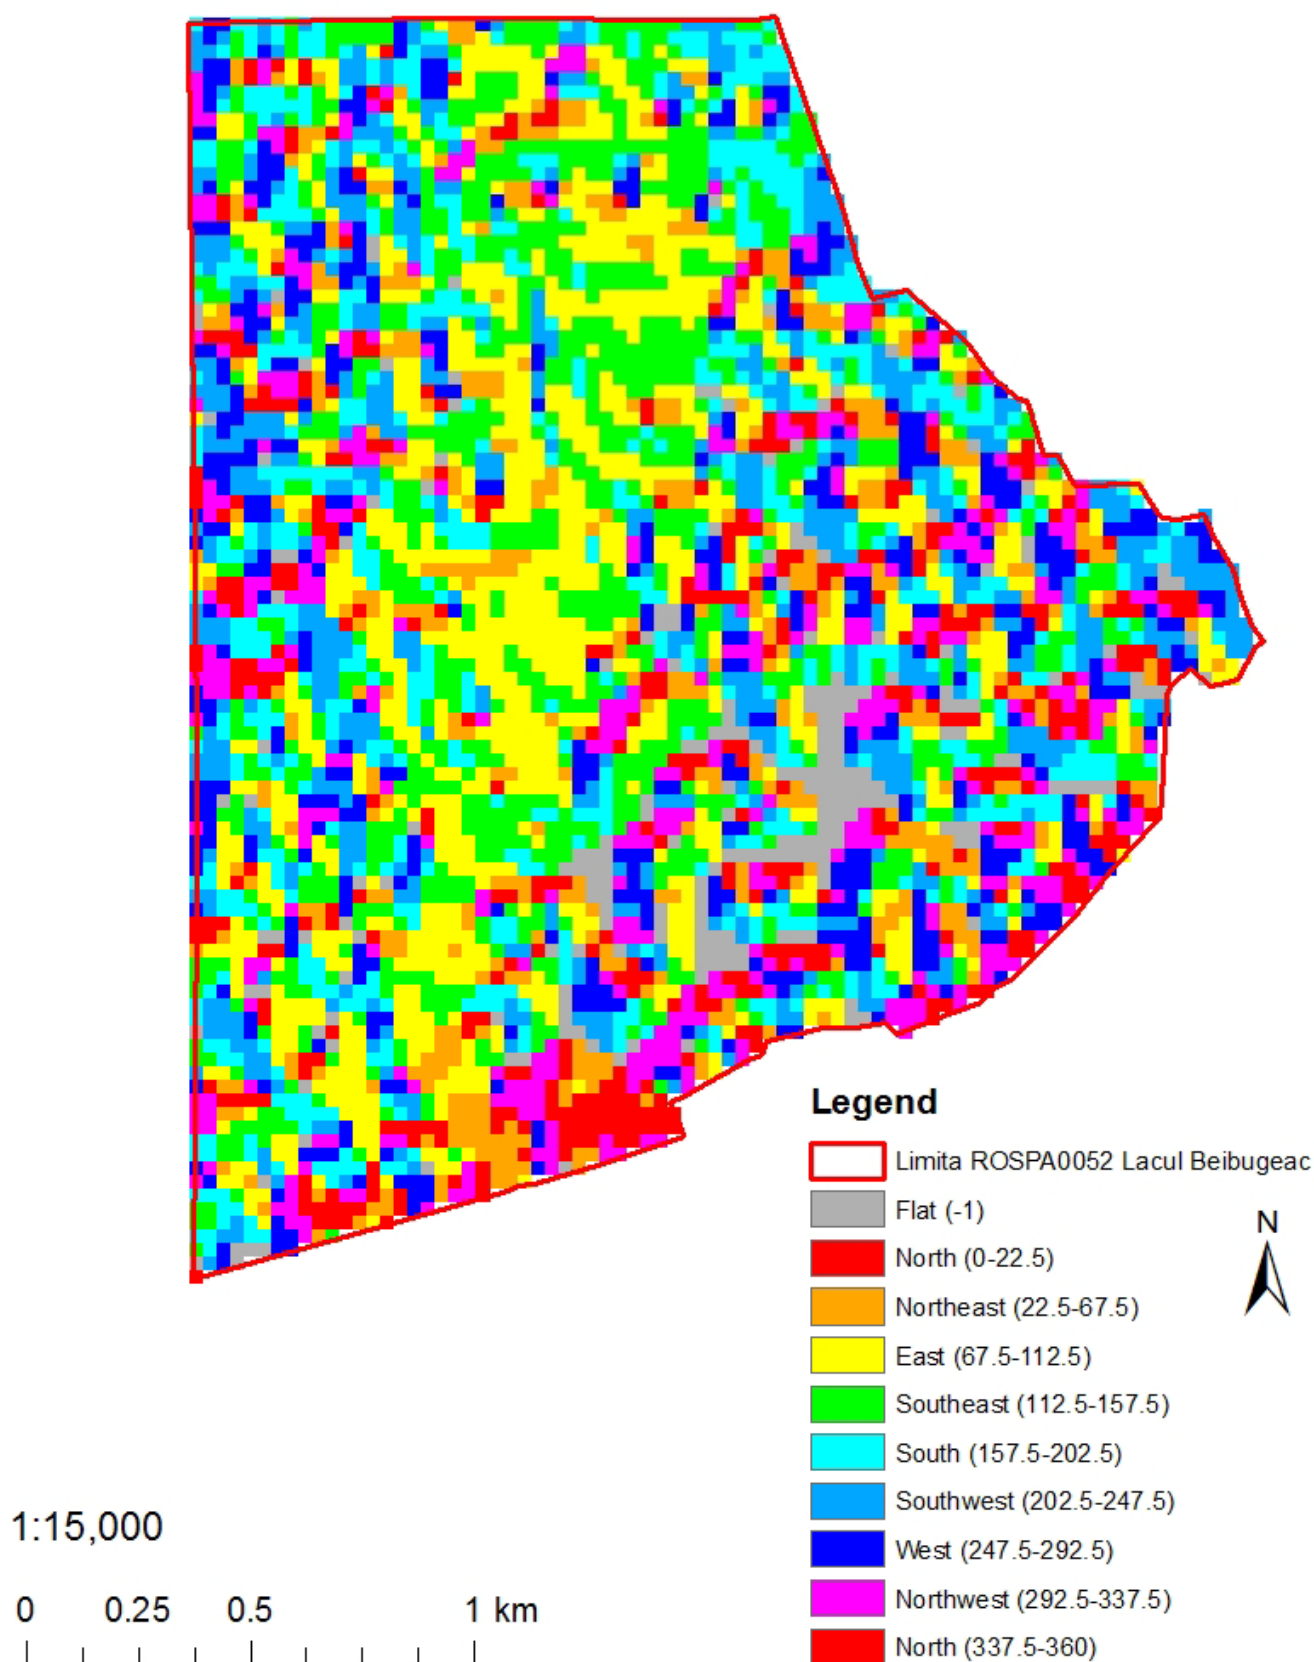 Legend
Limita ROSPA0052 Lacul Beibugeac
Flat (-1)
N
North (0-22.5)
Northeast (22.5-67.5)
East (67.5-112.5)
Southeast (112.5-157.5)
South (157.5-202.5)
Southwest (202.5-247.5)
West (247.5-292.5)
Northwest (292.5-337.5)
North (337.5-360)
1:15,000
0 0.25 0.5 1 km